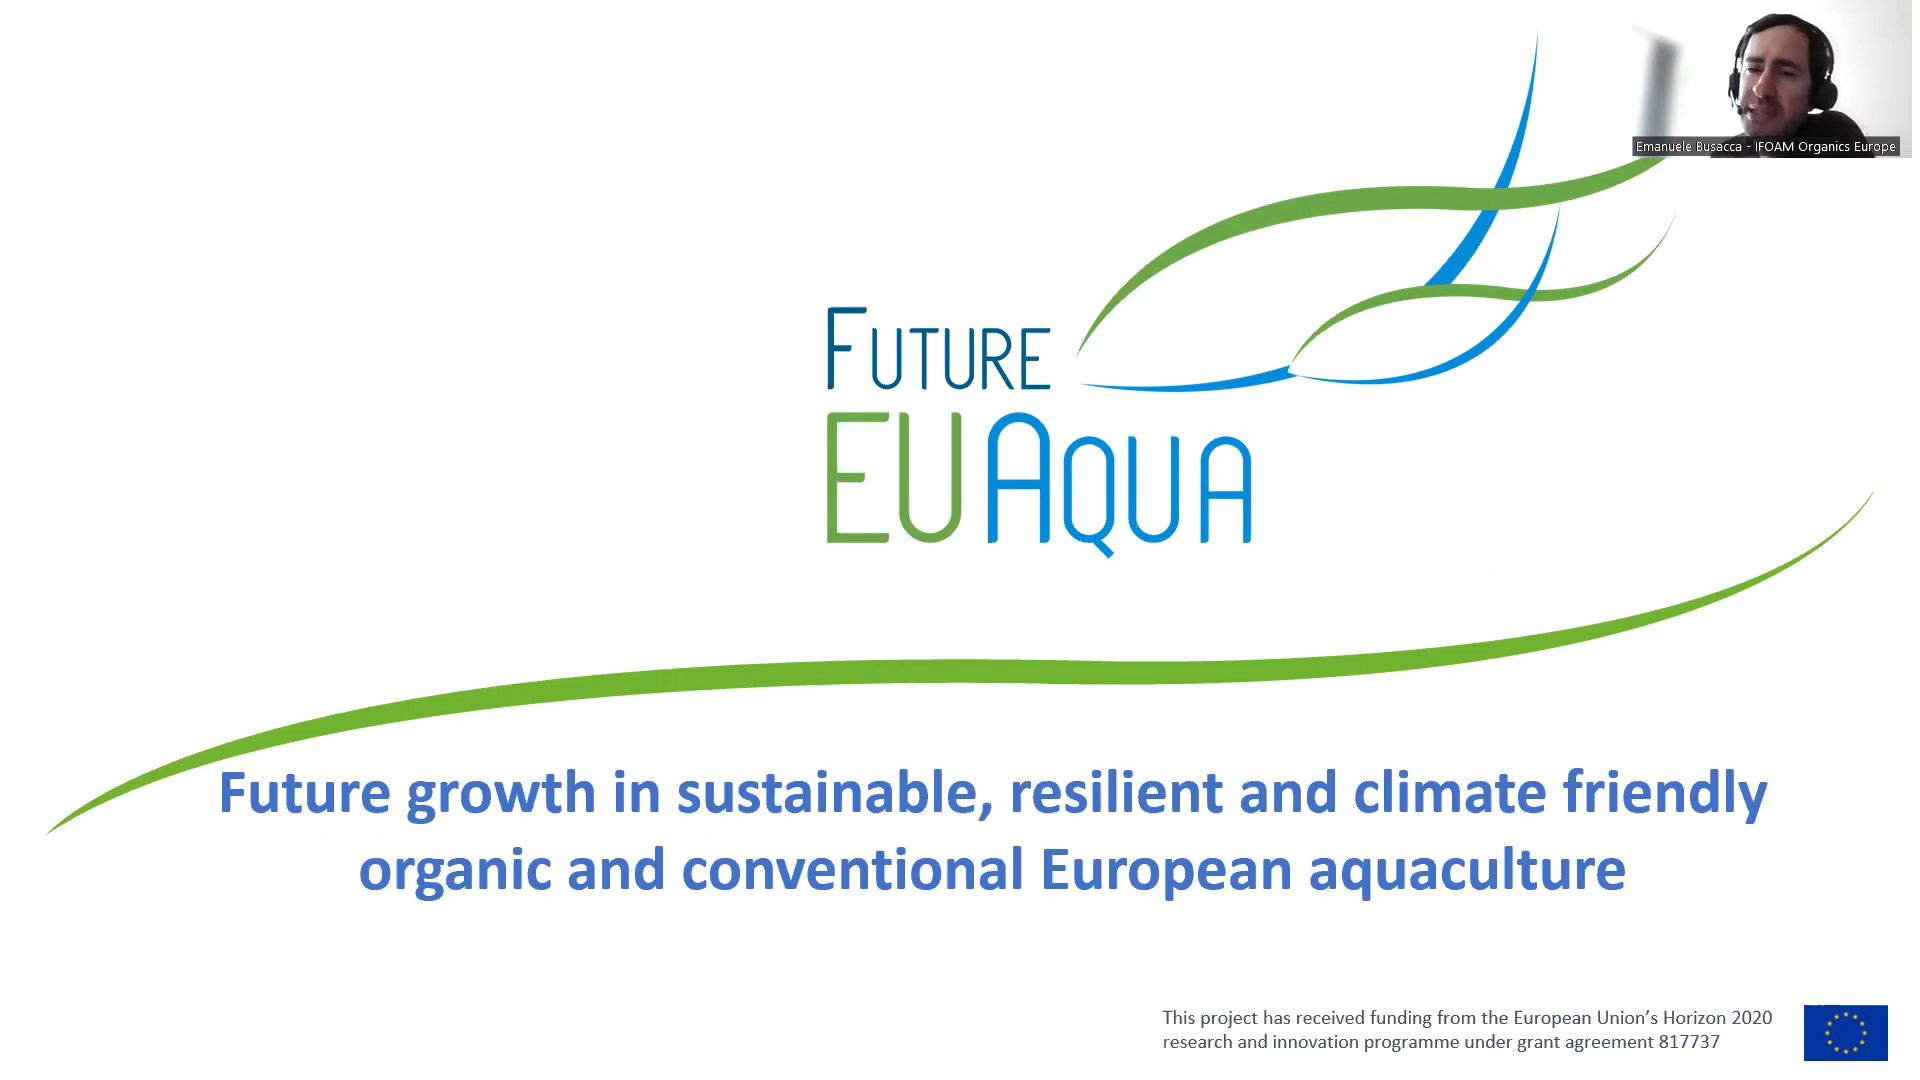 Emanuele Busacca - IFOAM Organics Europe
FUTURE
EUAQUA
Future growth in sustainable, resilient and climate friendly
organic and conventional European aquaculture
This project has received funding from the European Union’s Horizon 2020
research and innovation programme under grant agreement 817737